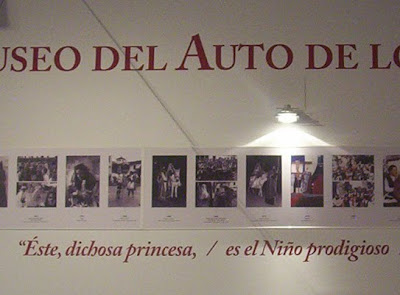 USEO DEL AUTO DE LO
“Éste, dichosa princesa, / es el Niño prodigioso